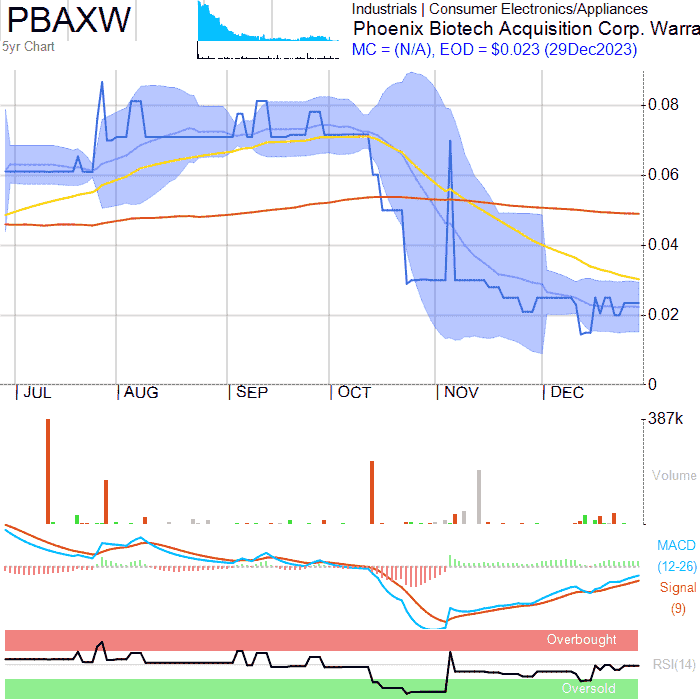 PBAXW
5yr Chart
Industrials | Consumer Electronics/Appliances
Phoenix Biotech Acquisition Corp. Warra
MC = (N/A), EOD = $0.023 (29Dec2023)
0.08
0.06
0.04
0.02
0
JUL AUG SEP OCT NOV DEC
387k
Volume
MACD
(12-26)
Signal
(9)
Overbought
RSI(14)
Oversold